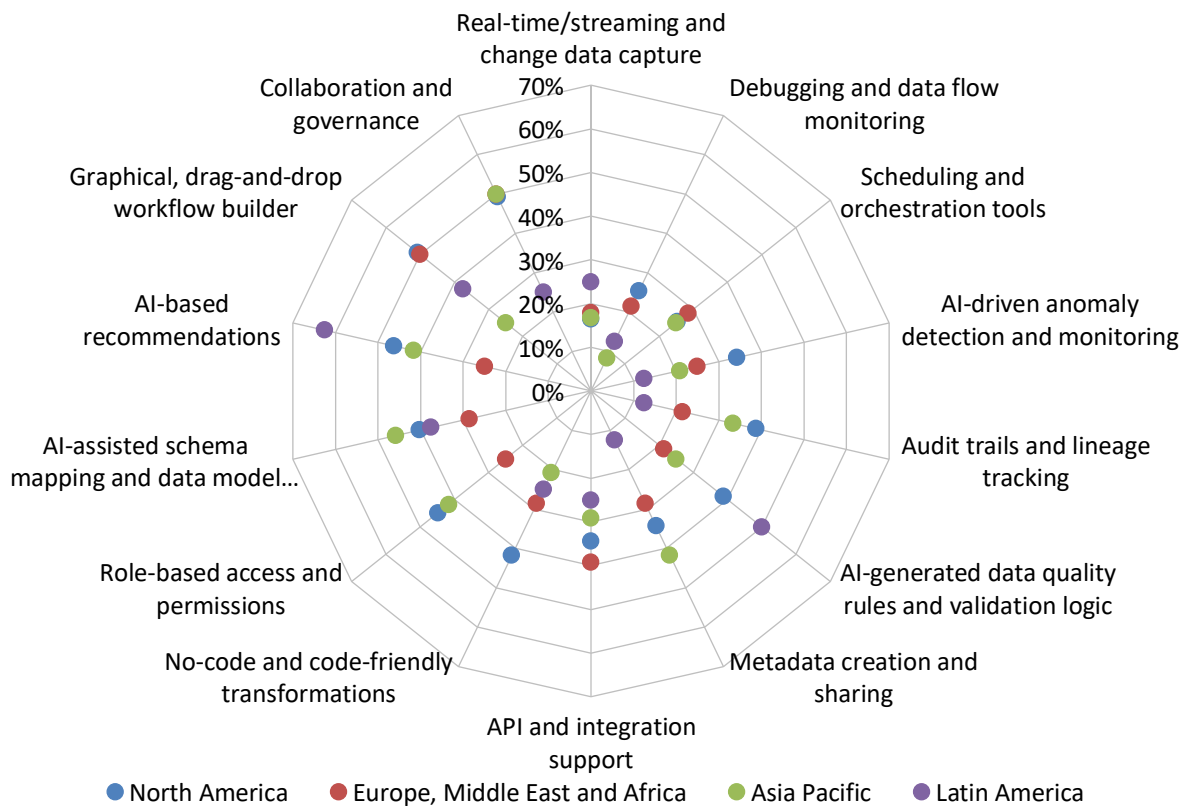 Real-time/streaming and
change data capture
Debugging and data flow
monitoring
Scheduling and
orchestration tools
AI-driven anomaly
detection and monitoring
Audit trails and lineage
tracking
AI-generated data quality
rules and validation logic
Metadata creation and
sharing
API and integration
support
No-code and code-friendly
transformations
Role-based access and
permissions
AI-assisted schema
mapping and data model...
AI-based
recommendations
Graphical, drag-and-drop
workflow builder
Collaboration and
governance
70%
60%
50%
40%
30%
20%
10%
0%
North America
Europe, Middle East and Africa
Asia Pacific
Latin America